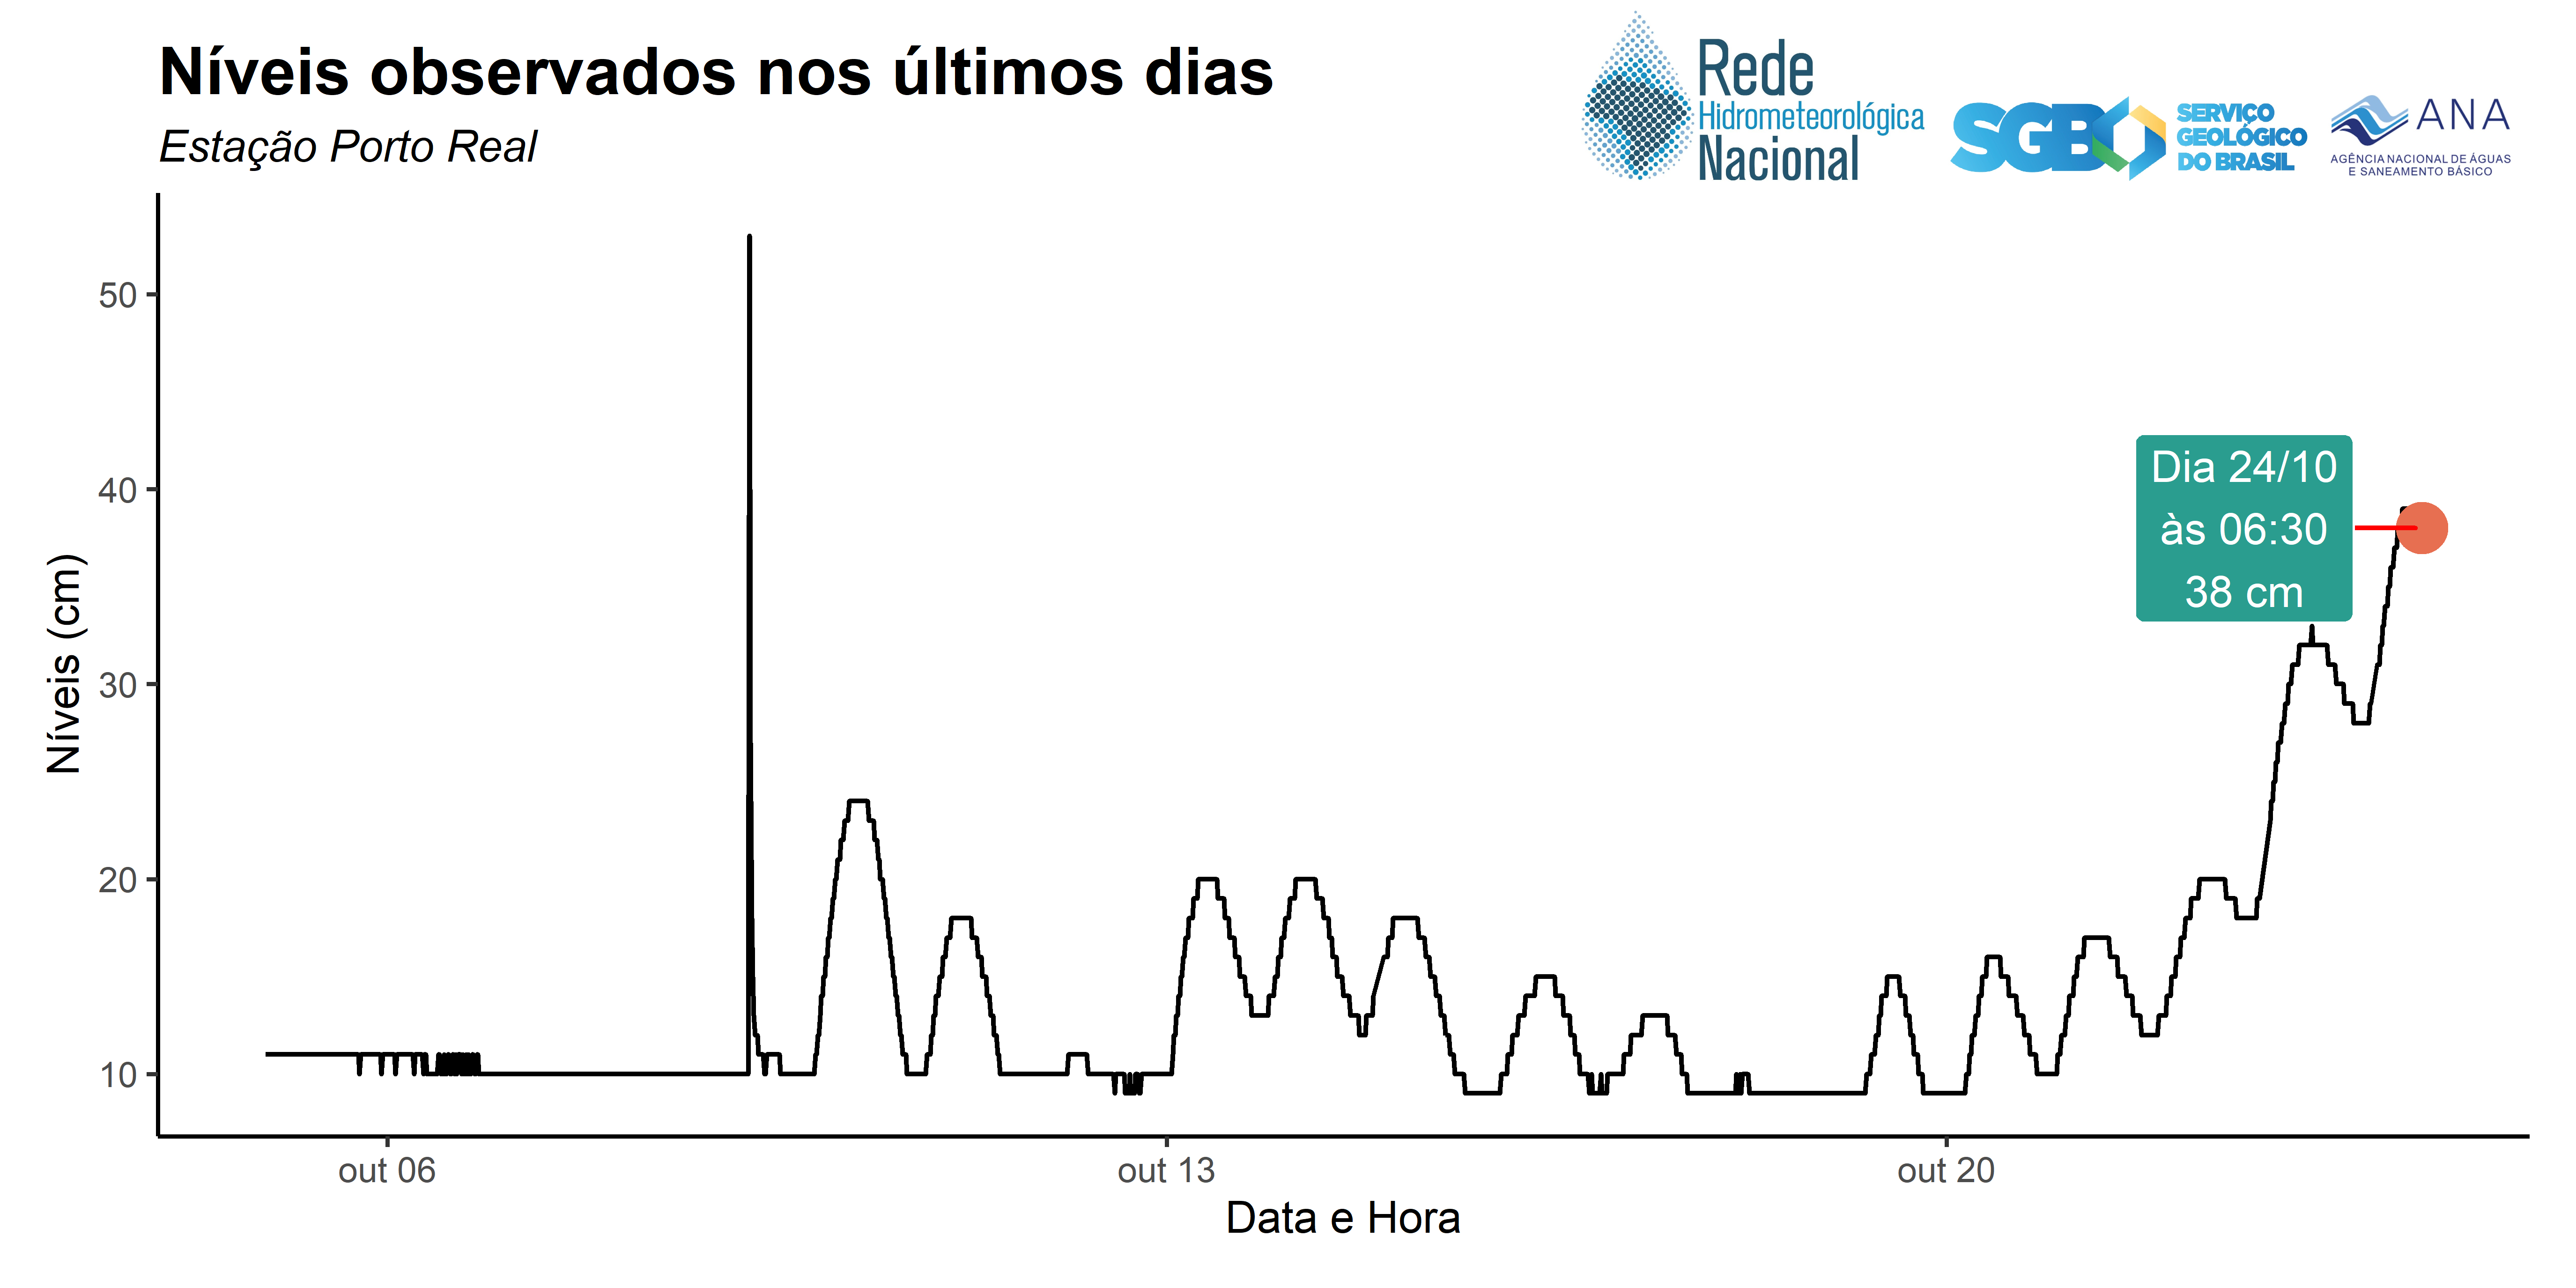 Níveis observados nos últimos dias
Estação Porto Real
Rede
Hidrometeorológica
Nacional
SGB
SERVIÇO
GEOLÓGICO
DO BRASIL
ANA
AGÊNCIA NACIONAL DE ÁGUAS
E SANEAMENTO BÁSICO
Níveis (cm)
50
40
30
20
10
Dia 24/10
às 06:30
38 cm
out 06
out 13
out 20
Data e Hora